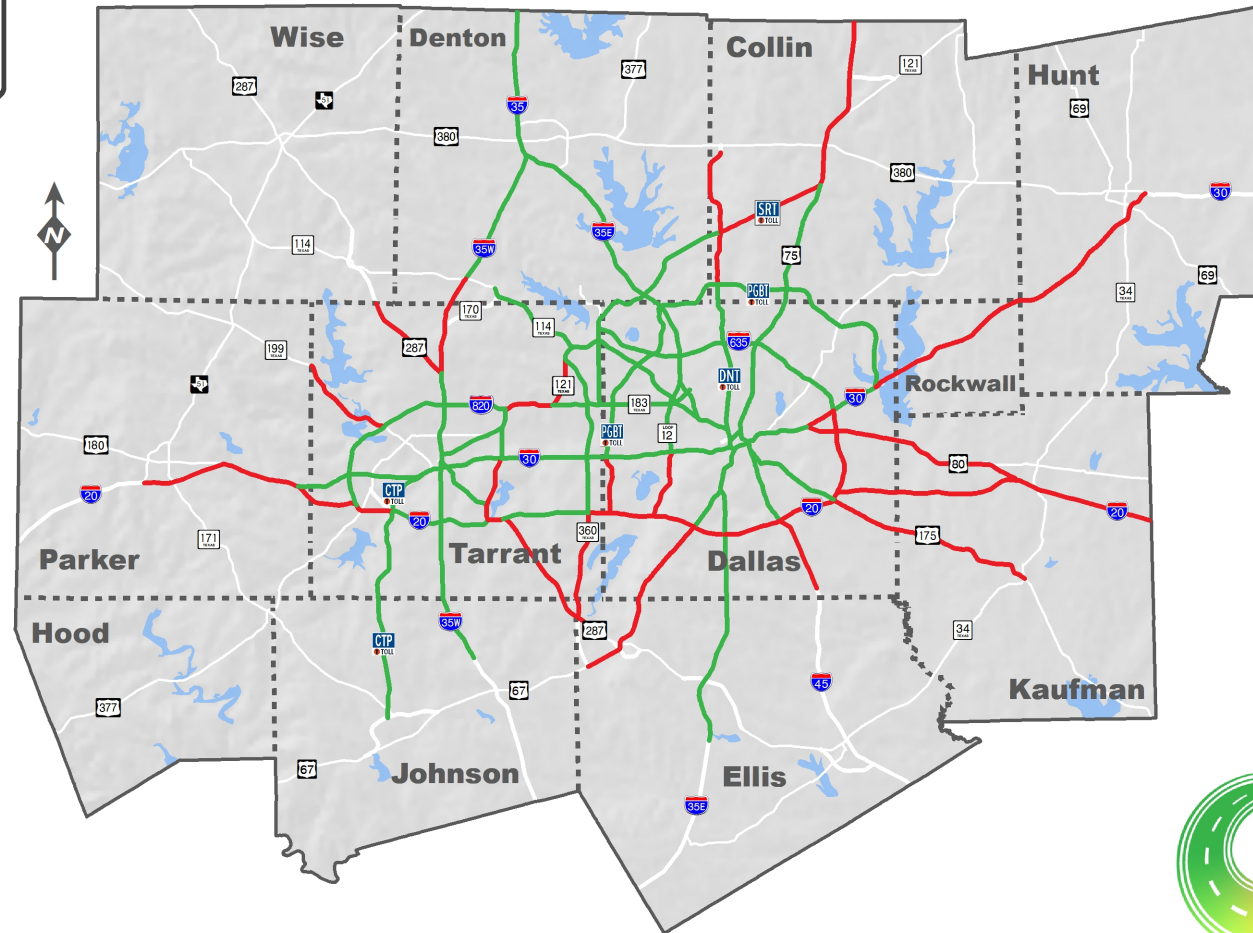 Wise
Denton
Collin
Hunt
377
121
TEXAS
287
51
69
35
380
380
30
SRT
TOLL
35E
114
TEXAS
35W
75
69
34
TEXAS
PGBT
TOLL
170
TEXAS
114
TEXAS
635
199
TEXAS
287
DNT
TOLL
Rockwall
51
121
TEXAS
30
820
183
TEXAS
PGBT
TOLL
LOOP
12
180
30
80
20
CTP
TOLL
20
20
20
360
TEXAS
175
171
TEXAS
Parker
Tarrant
Dallas
35W
287
34
TEXAS
Hood
CTP
TOLL
45
67
Kaufman
377
67
Johnson
Ellis
35E
N